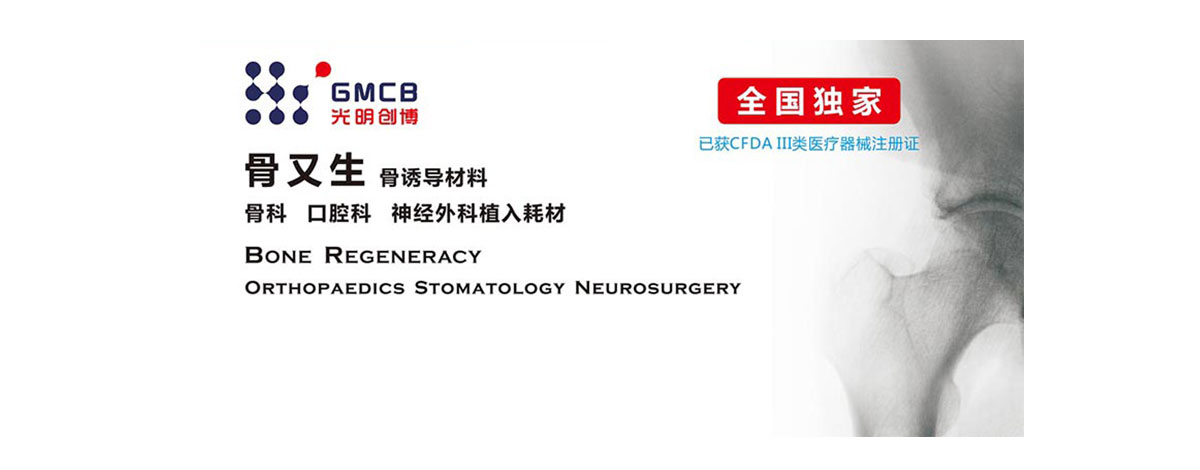 GMCB
光明创博
全国独家
已获CFDA III类医疗器械注册证
骨又生 骨诱导材料
骨科 口腔科 神经外科植入耗材
BONE REGENERACY
ORTHOPAEDICS STOMATOLOGY NEUROSURGERY